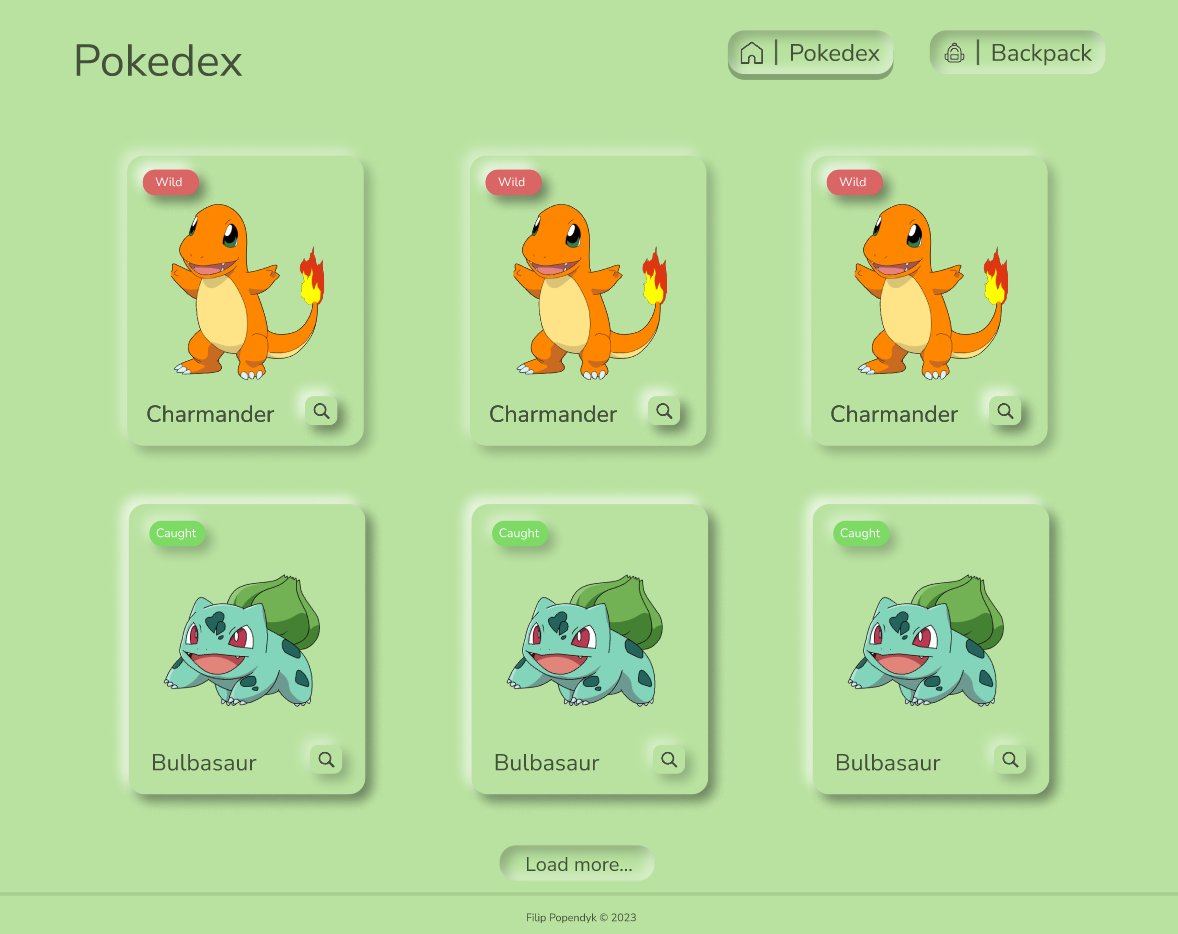 Pokedex
| Pokedex
| Backpack
Wild
Wild
Wild
Charmander
Charmander
Charmander
Caught
Caught
Caught
Bulbasaur
Bulbasaur
Bulbasaur
Load more...
Filip Popendyk © 2023